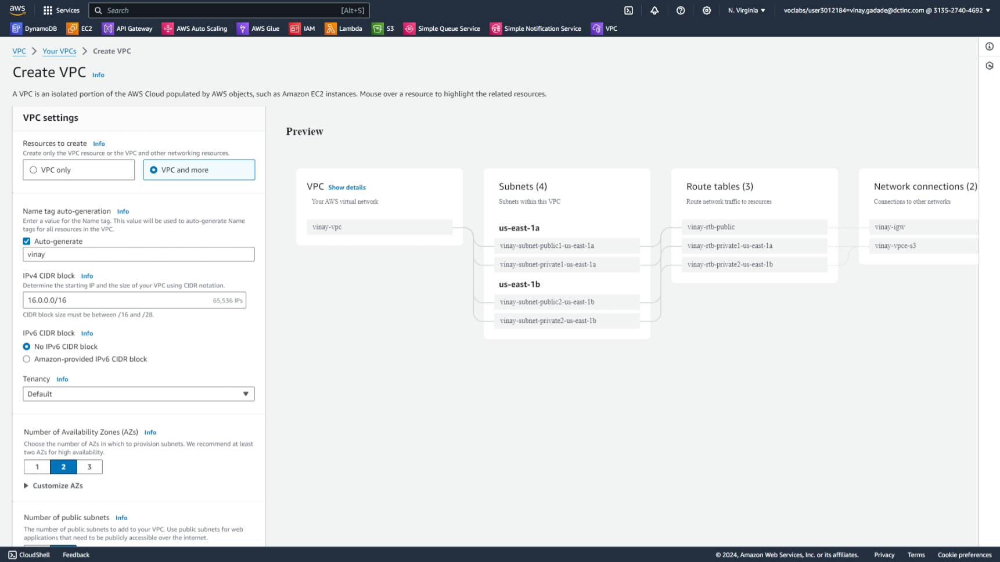 aws
Services
Search
[Alt+S]
N. Virginia
voclabs/user3012184=vinay.gadade@dctinc.com @ 3135-2740-4692
DynamoDB
EC2
API Gateway
AWS Auto Scaling
AWS Glue
IAM
Lambda
S3
Simple Queue Service
Simple Notification Service
VPC
VPC
Your VPCs
Create VPC
Create VPC Info
A VPC is an isolated portion of the AWS Cloud populated by AWS objects, such as Amazon EC2 instances. Mouse over a resource to highlight the related resources.
VPC settings
Resources to create Info
Create only the VPC resource or the VPC and other networking resources.
VPC only
VPC and more
Name tag auto-generation Info
Enter a value for the Name tag. This value will be used to auto-generate Name
tags for all resources in the VPC.
Auto-generate
vinay
IPv4 CIDR block Info
Determine the starting IP and the size of your VPC using CIDR notation.
16.0.0.0/16
65,536 IPs
CIDR block size must be between /16 and /28.
IPv6 CIDR block Info
No IPv6 CIDR block
Amazon-provided IPv6 CIDR block
Tenancy Info
Default
Number of Availability Zones (AZs) Info
Choose the number of AZs in which to provision subnets. We recommend at least
two AZs for high availability.
1 2 3
Customize AZs
Number of public subnets Info
The number of public subnets to add to your VPC. Use public subnets for web
applications that need to be publicly accessible over the internet.
Preview
VPC Show details
Your AWS virtual network
vinay-vpc
Subnets (4)
Subnets within this VPC
us-east-1a
vinay-subnet-public1-us-east-1a
vinay-subnet-private1-us-east-1a
us-east-1b
vinay-subnet-public2-us-east-1b
vinay-subnet-private2-us-east-1b
Route tables (3)
Route network traffic to resources
vinay-rtb-public
vinay-rtb-private1-us-east-1a
vinay-rtb-private2-us-east-1b
Network connections (2)
Connections to other networks
vinay-igw
vinay-vpce-s3
CloudShell
Feedback
© 2024, Amazon Web Services, Inc. or its affiliates.
Privacy
Terms
Cookie preferences